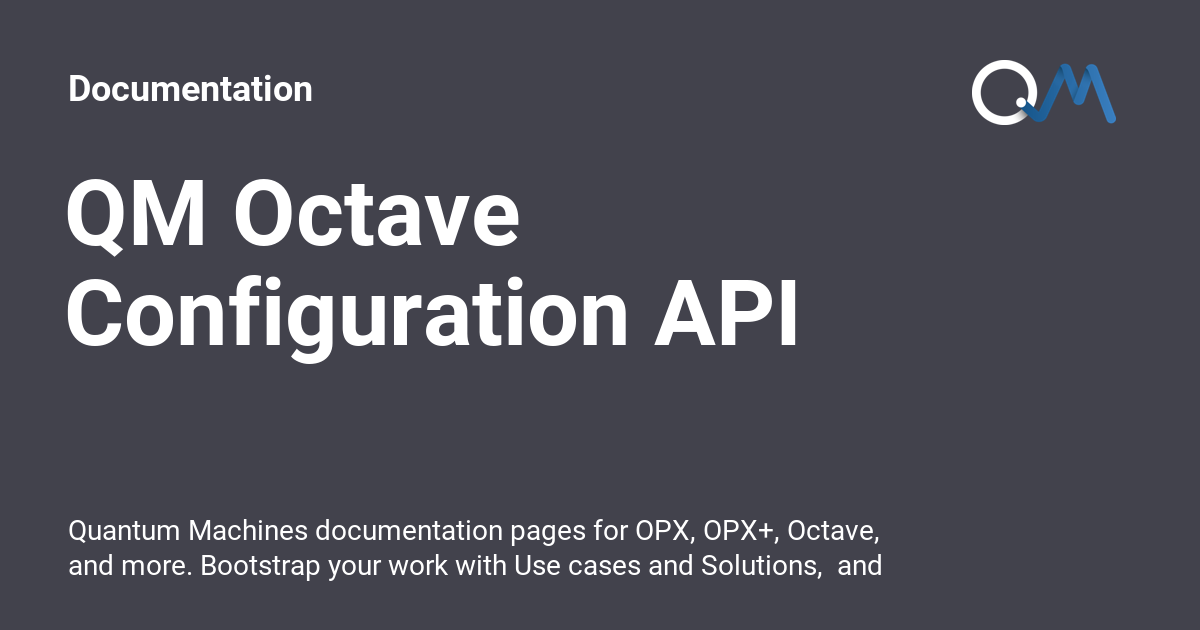 Documentation
QM
QM Octave
Configuration API
Quantum Machines documentation pages for OPX, OPX+, Octave,
and more. Bootstrap your work with Use cases and Solutions,  and